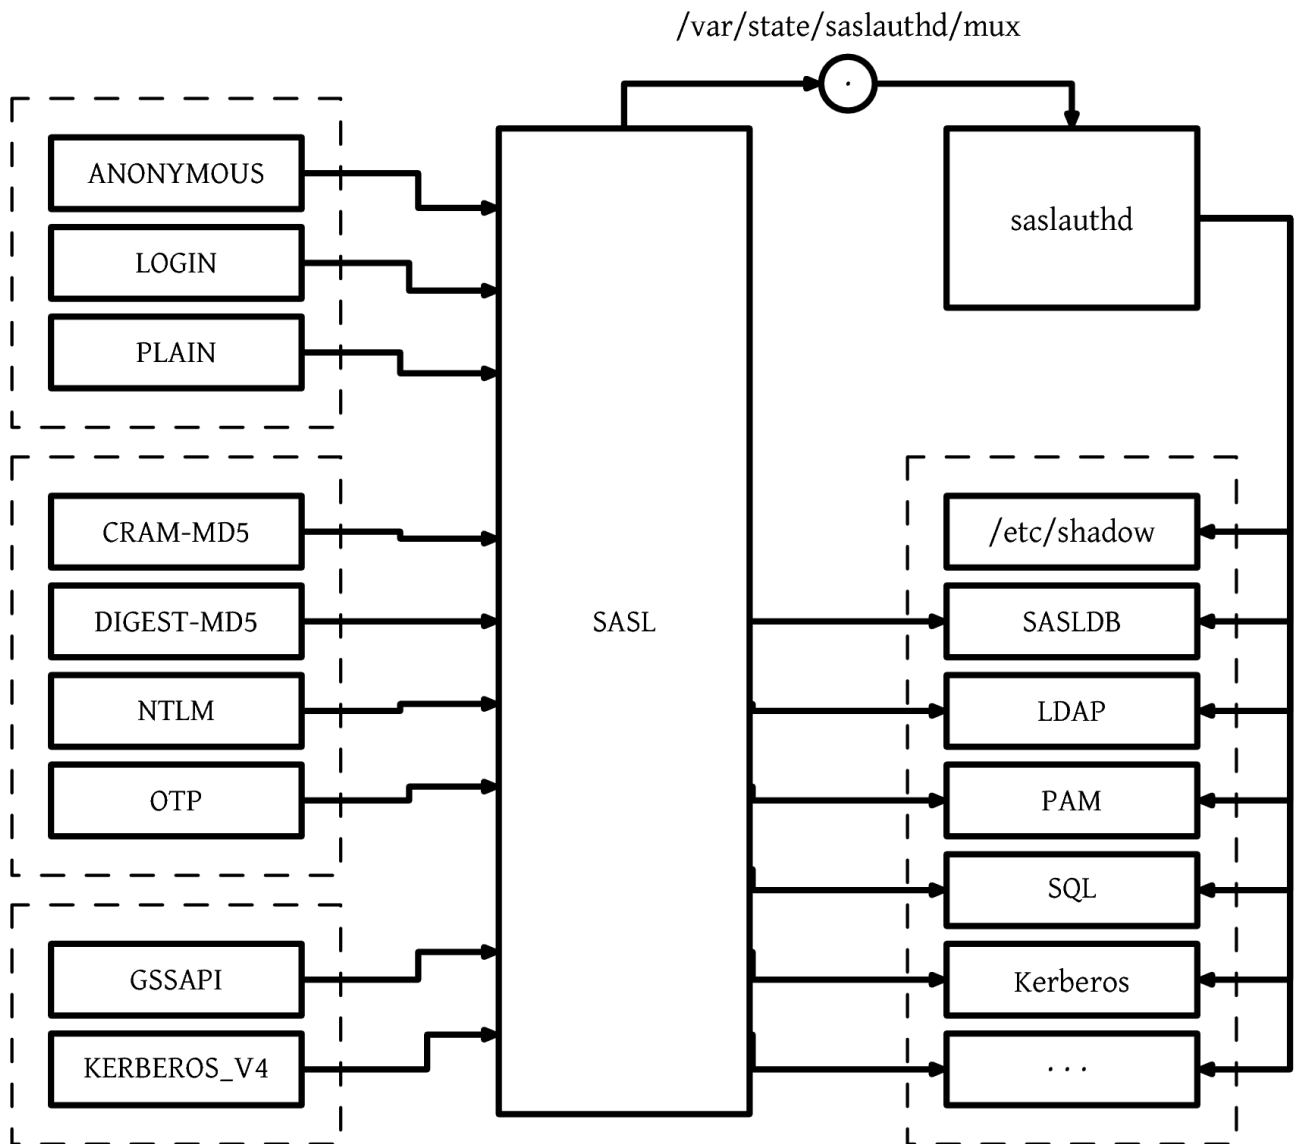 /var/state/saslauthd/mux
ANONYMOUS
LOGIN
PLAIN
CRAM-MD5
DIGEST-MD5
NTLM
OTP
GSSAPI
KERBEROS_V4
SASL
saslauthd
/etc/shadow
SASLDB
LDAP
PAM
SQL
Kerberos
...